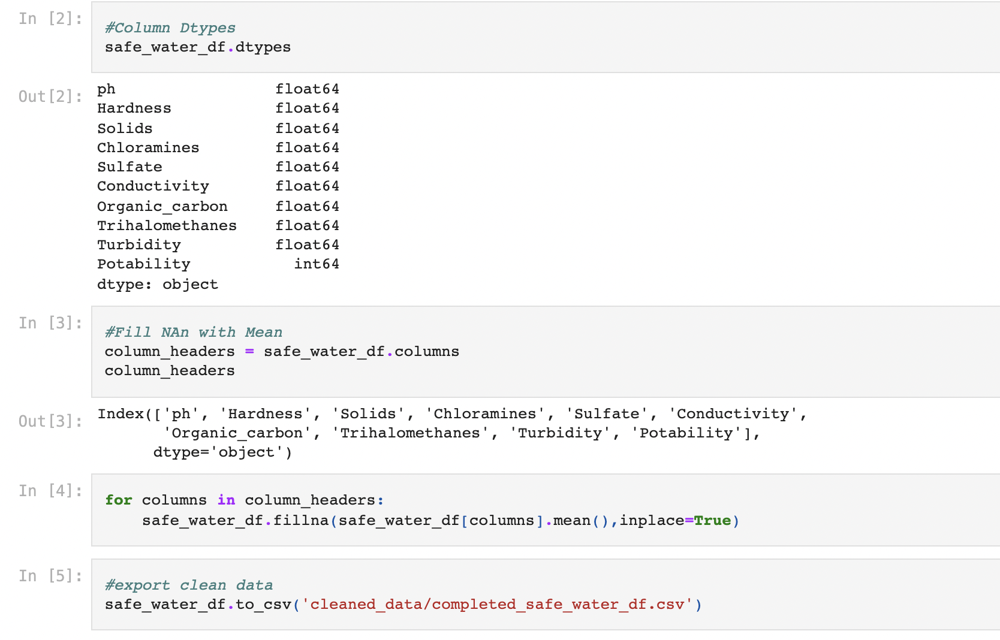 In [2]:
#Column Dtypes
safe_water_df.dtypes
Out[2]:
ph float64
Hardness float64
Solids float64
Chloramines float64
Sulfate float64
Conductivity float64
Organic_carbon float64
Trihalomethanes float64
Turbidity float64
Potability int64
dtype: object
In [3]:
#Fill NAn with Mean
column_headers = safe_water_df.columns
column_headers
Out[3]:
Index(['ph', 'Hardness', 'Solids', 'Chloramines', 'Sulfate', 'Conductivity',
'Organic_carbon', 'Trihalomethanes', 'Turbidity', 'Potability'],
dtype='object')
In [4]:
for columns in column_headers:
safe_water_df.fillna(safe_water_df[columns].mean(),inplace=True)
In [5]:
#export clean data
safe_water_df.to_csv('cleaned_data/completed_safe_water_df.csv')